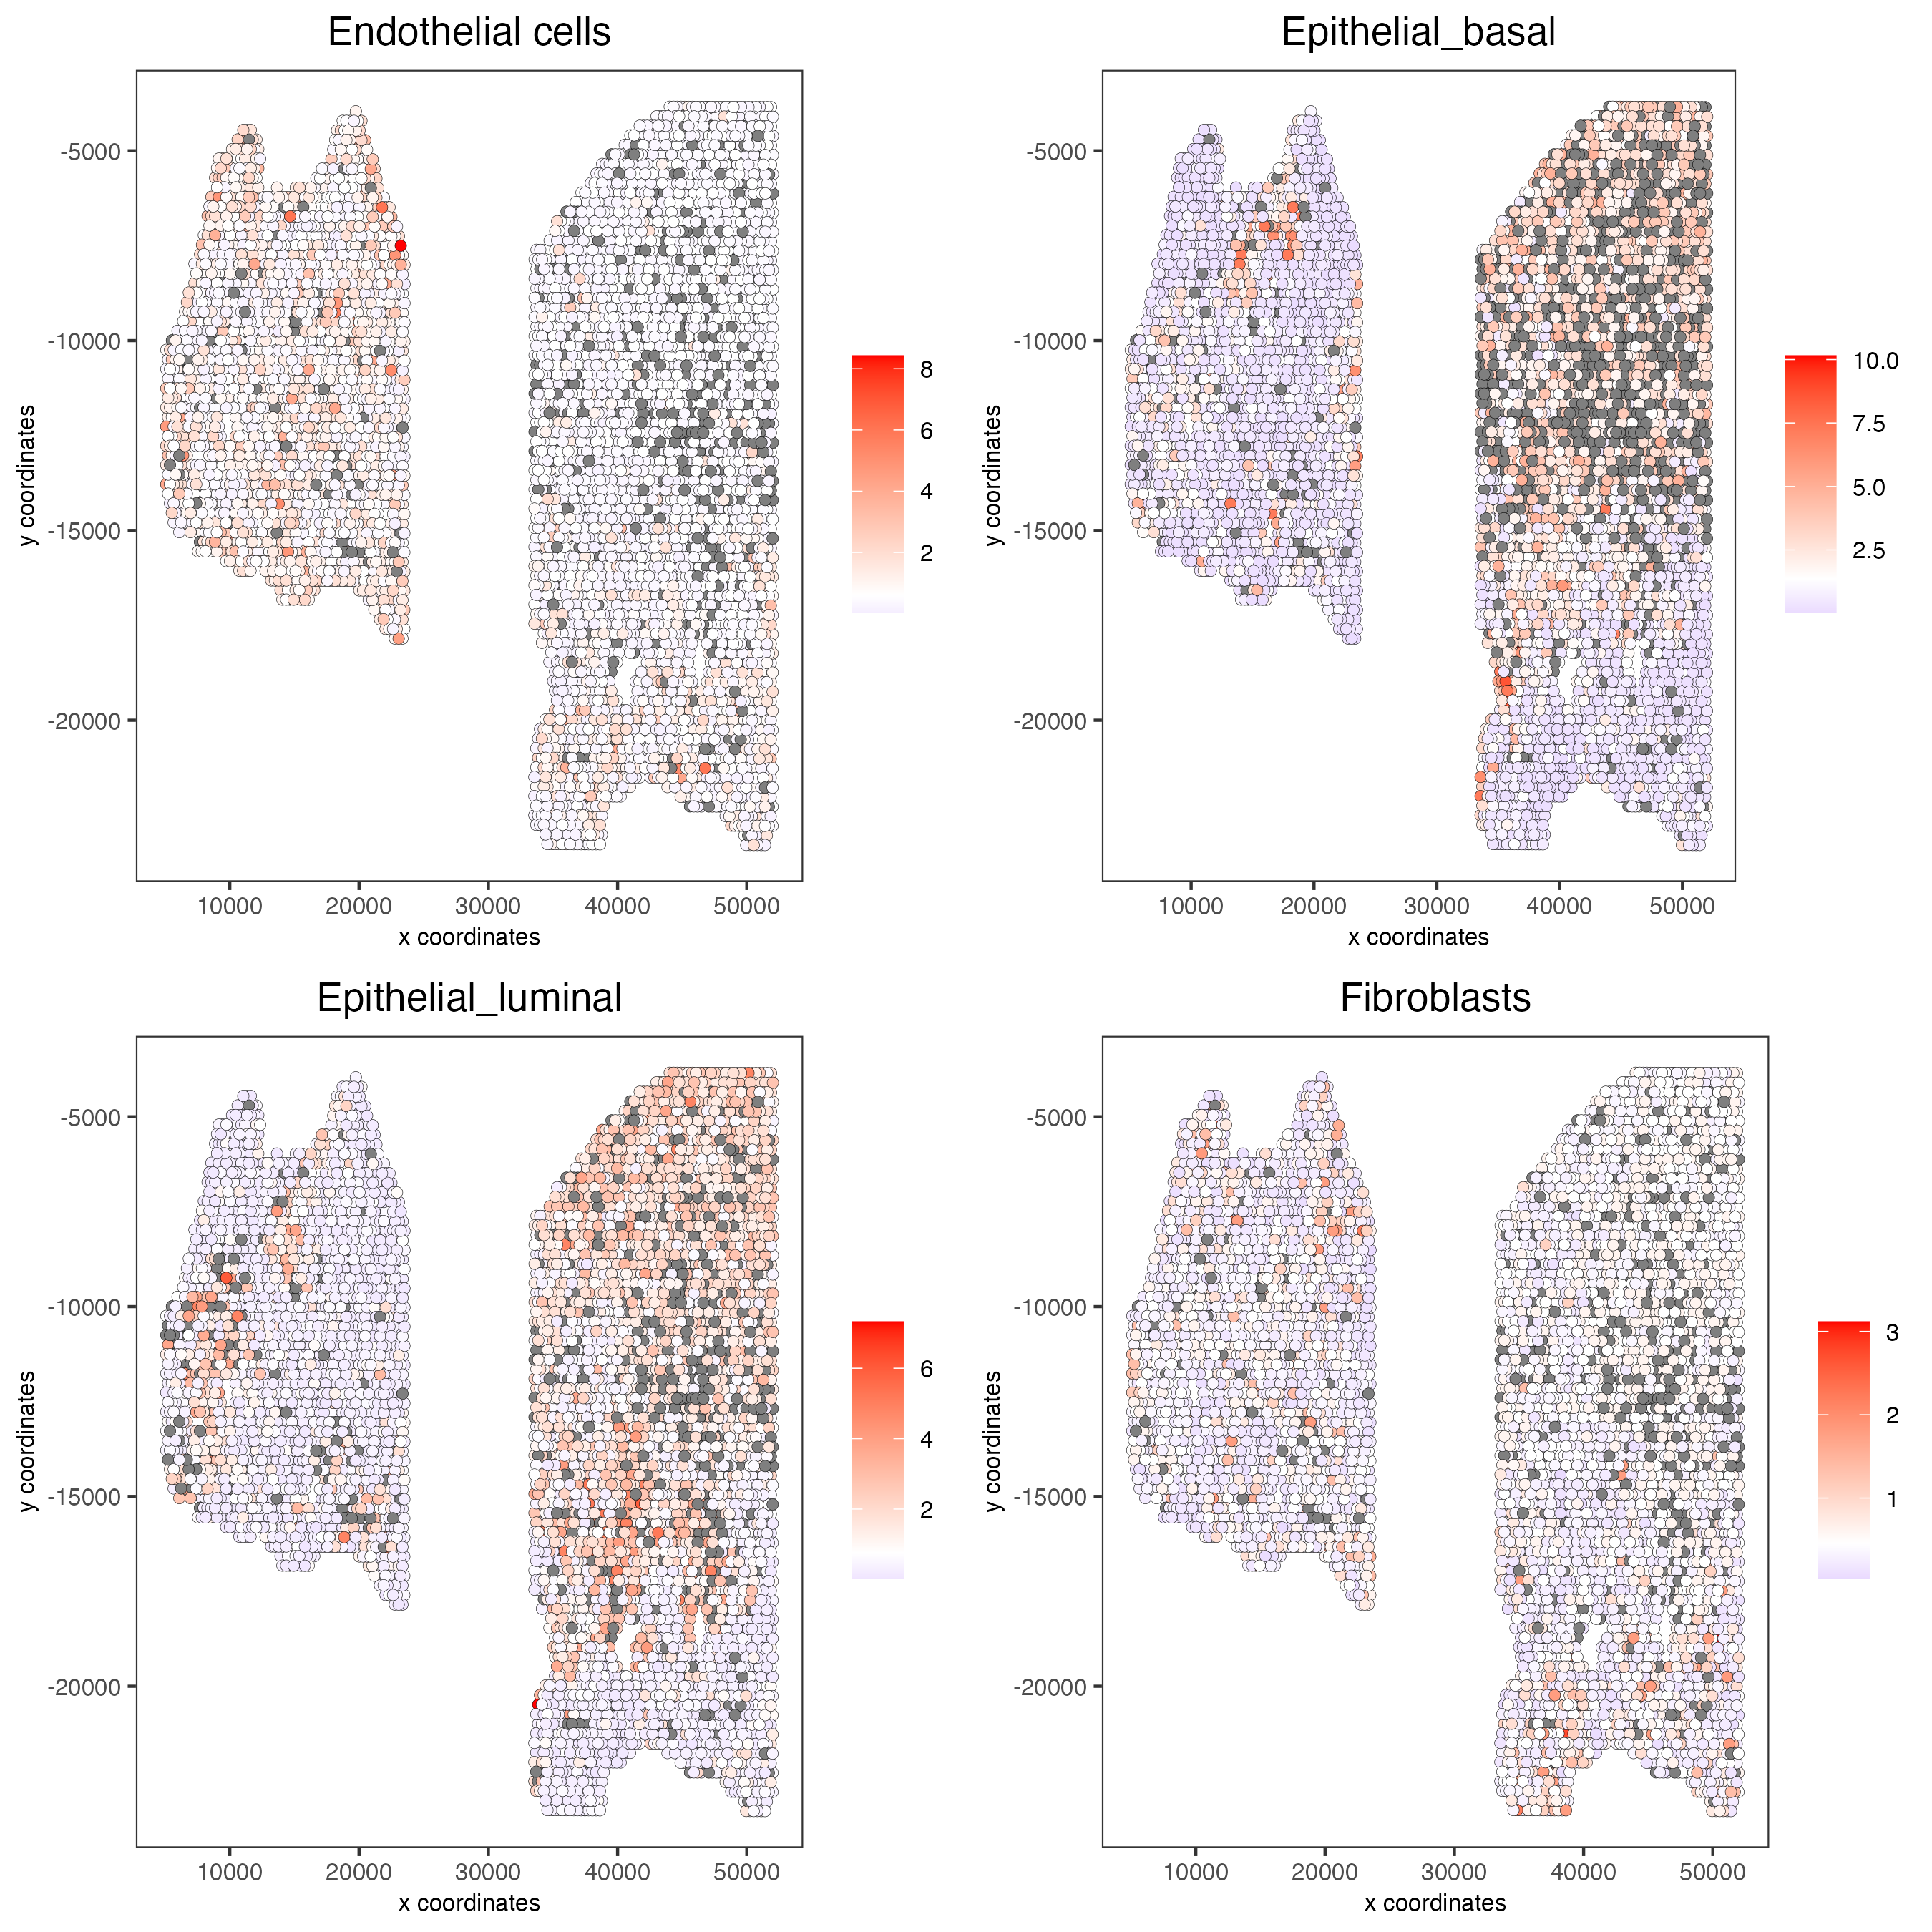 Endothelial cells
-5000
-10000
-15000
-20000
y coordinates
10000 20000 30000 40000 50000
x coordinates
8
6
4
2
Epithelial_basal
-5000
-10000
-15000
-20000
y coordinates
10000 20000 30000 40000 50000
x coordinates
10.0
7.5
5.0
2.5
Epithelial_luminal
-5000
-10000
-15000
-20000
y coordinates
10000 20000 30000 40000 50000
x coordinates
6
4
2
Fibroblasts
-5000
-10000
-15000
-20000
y coordinates
10000 20000 30000 40000 50000
x coordinates
3
2
1